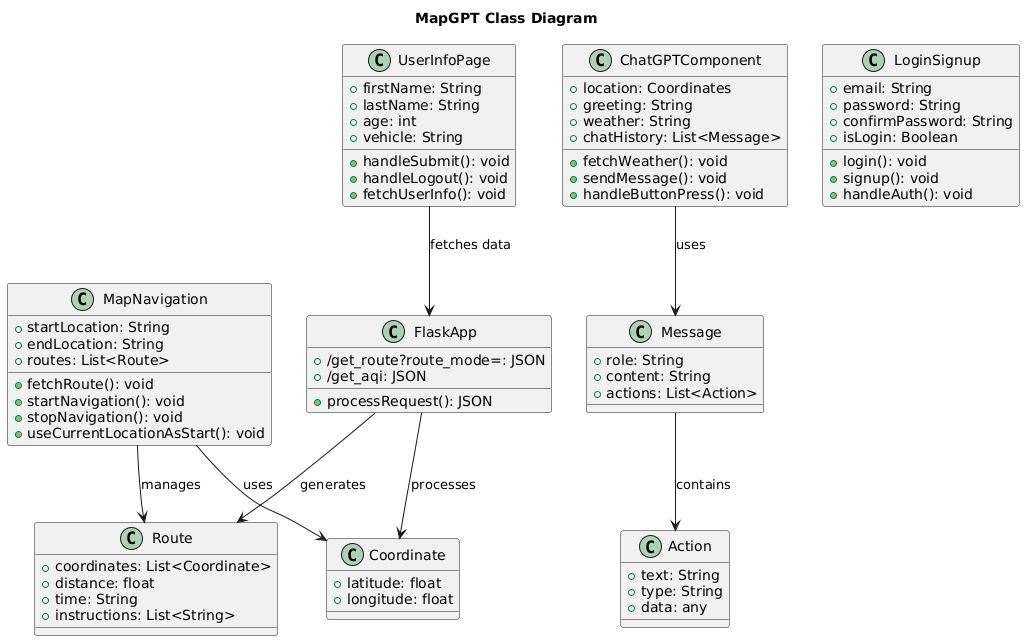 MapGPT Class Diagram
C UserInfoPage
firstName: String
lastName: String
age: int
vehicle: String
handleSubmit(): void
handleLogout(): void
fetchUserInfo(): void
C ChatGPTComponent
location: Coordinates
greeting: String
weather: String
chatHistory: List<Message>
fetchWeather(): void
sendMessage(): void
handleButtonPress(): void
C LoginSignup
email: String
password: String
confirmPassword: String
isLogin: Boolean
login(): void
signup(): void
handleAuth(): void
fetches data
uses
C MapNavigation
startLocation: String
endLocation: String
routes: List<Route>
fetchRoute(): void
startNavigation(): void
stopNavigation(): void
useCurrentLocationAsStart(): void
C FlaskApp
/get_route?route_mode=: JSON
/get_aqi: JSON
processRequest(): JSON
C Message
role: String
content: String
actions: List<Action>
manages
uses
generates
processes
contains
C Route
coordinates: List<Coordinate>
distance: float
time: String
instructions: List<String>
C Coordinate
latitude: float
longitude: float
C Action
text: String
type: String
data: any